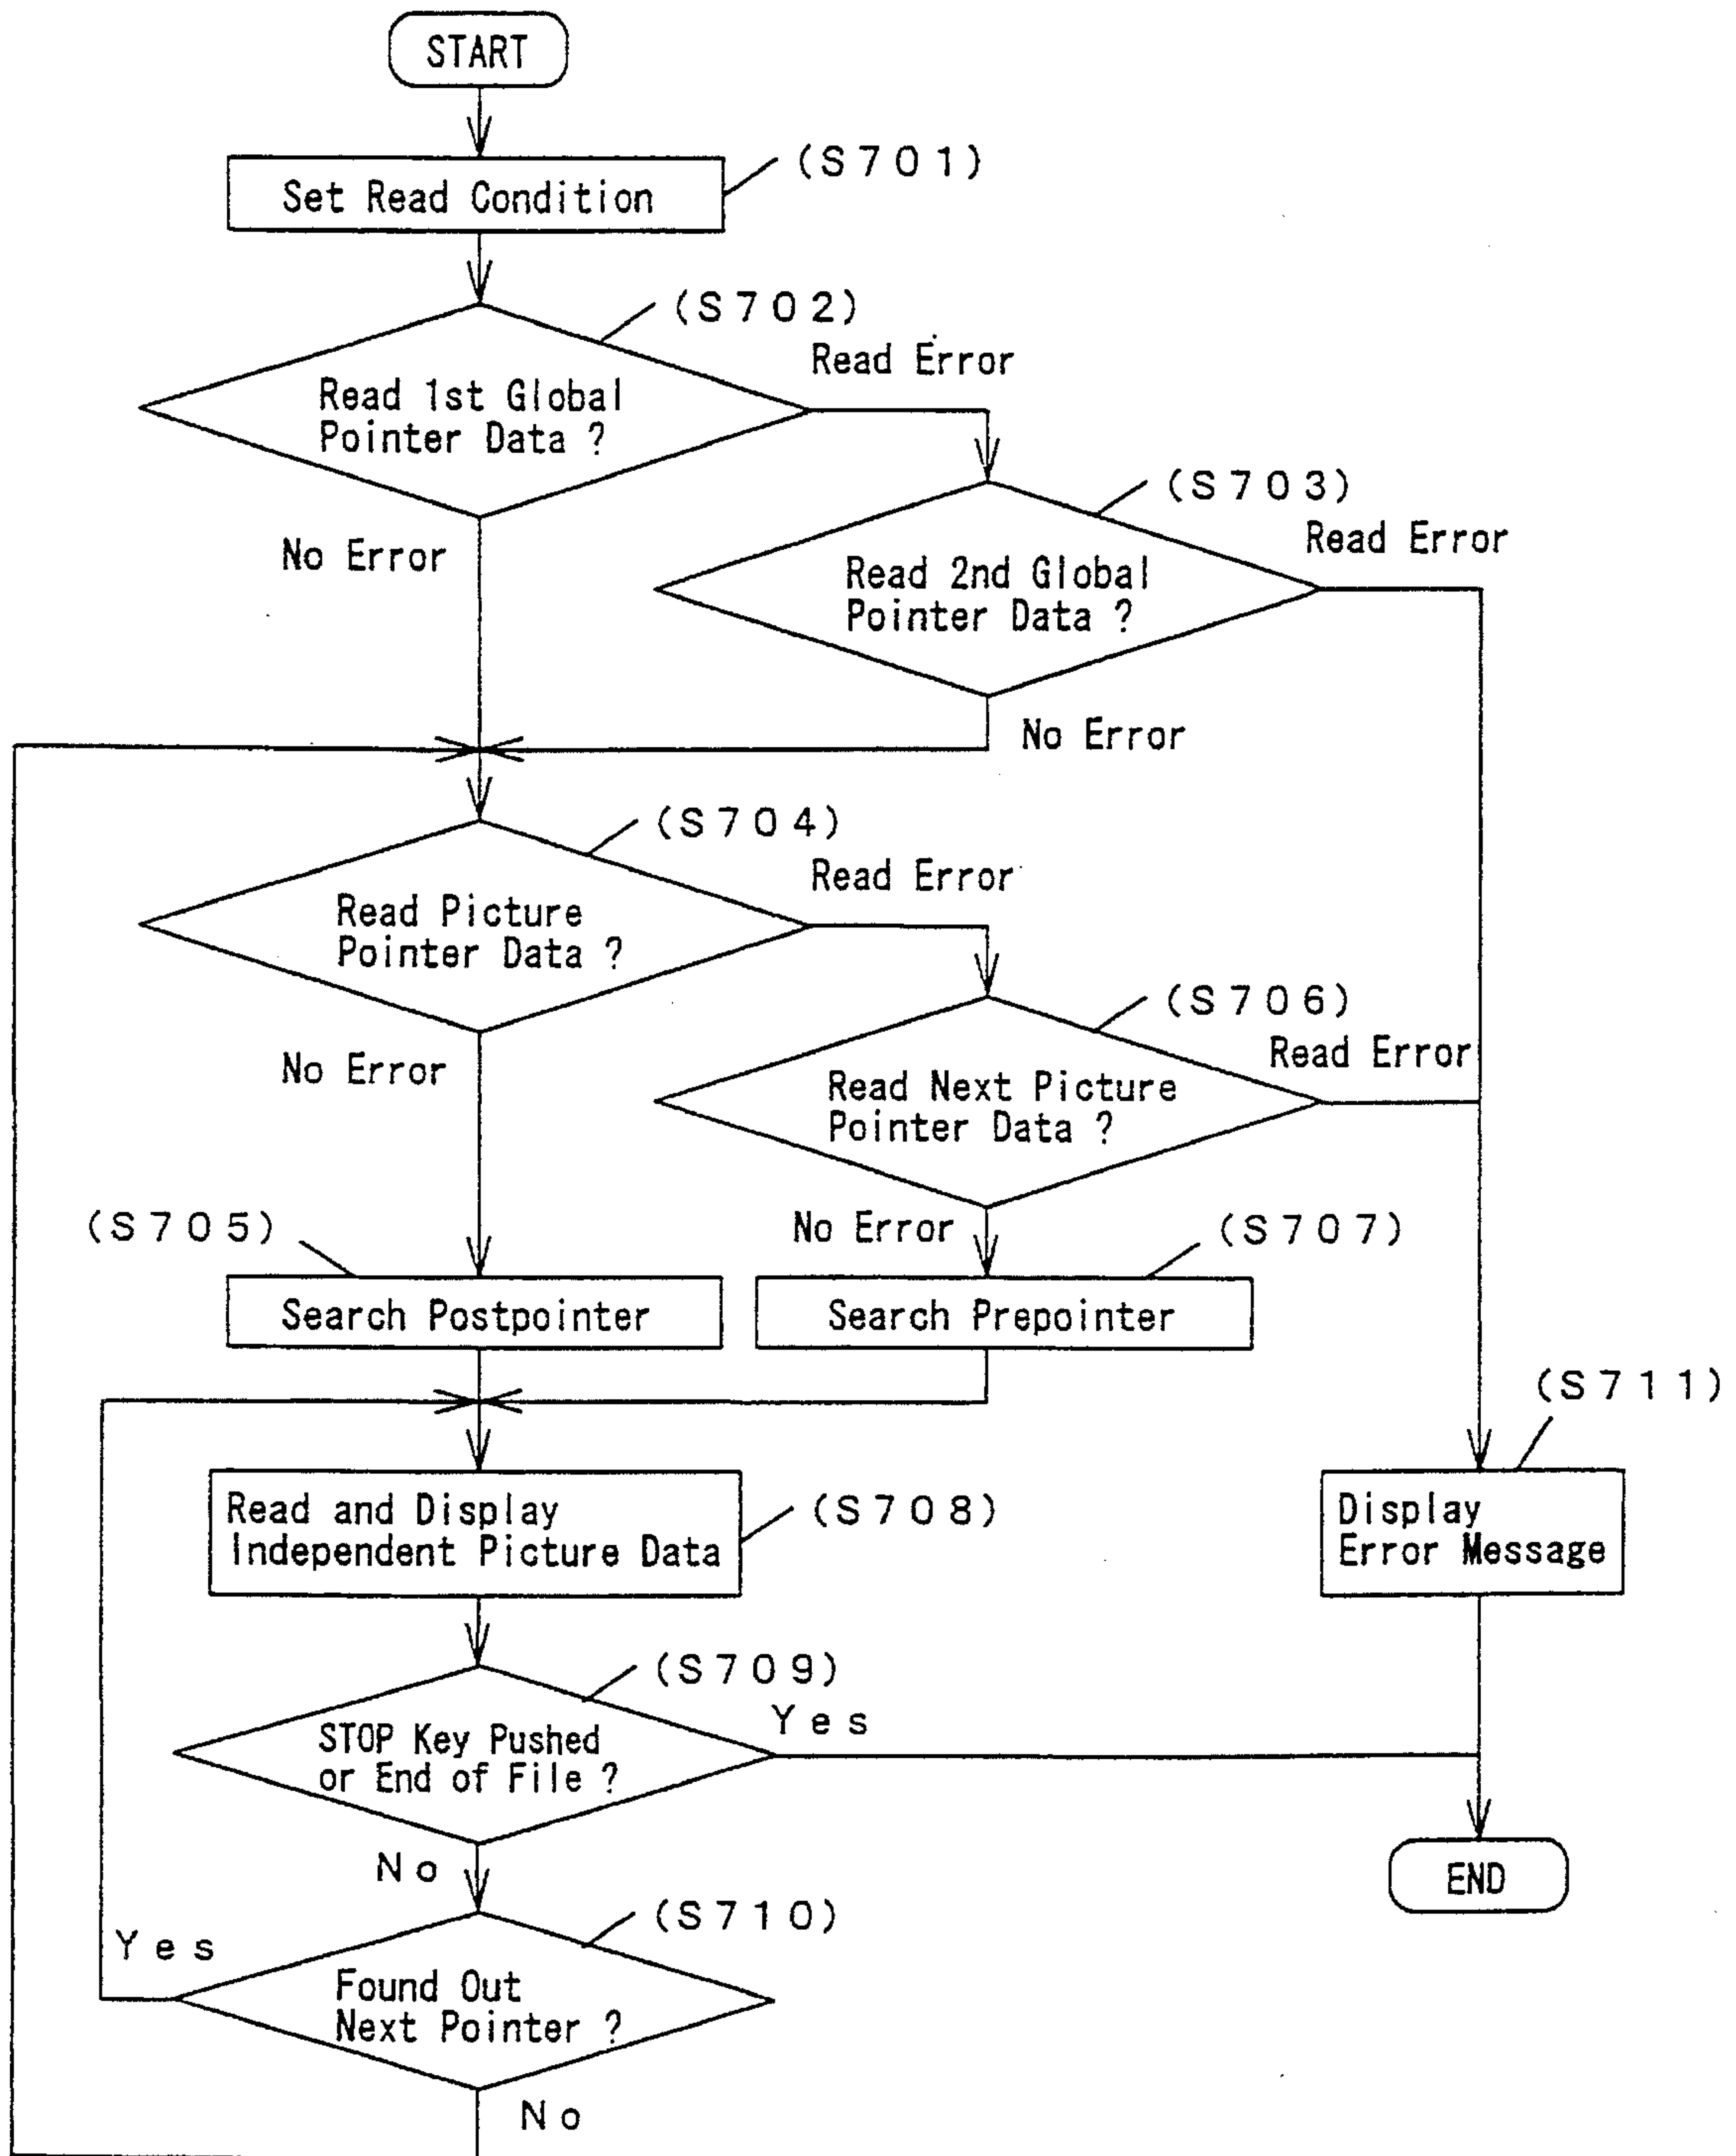 START
(S701)
Set Read Condition
(S702)
Read Error
Read 1st Global
Pointer Data ?
(S703)
Read Error
No Error
Read 2nd Global
Pointer Data ?
No Error
(S704)
Read Error
Read Picture
Pointer Data ?
(S706)
Read Error
No Error
Read Next Picture
Pointer Data ?
(S705)
No Error
(S707)
Search Postpointer
Search Prepointer
(S711)
Read and Display
Independent Picture Data
(S708)
Display
Error Message
(S709)
Yes
STOP Key Pushed
or End of File ?
No
END
(S710)
Yes
Found Out
Next Pointer ?
No